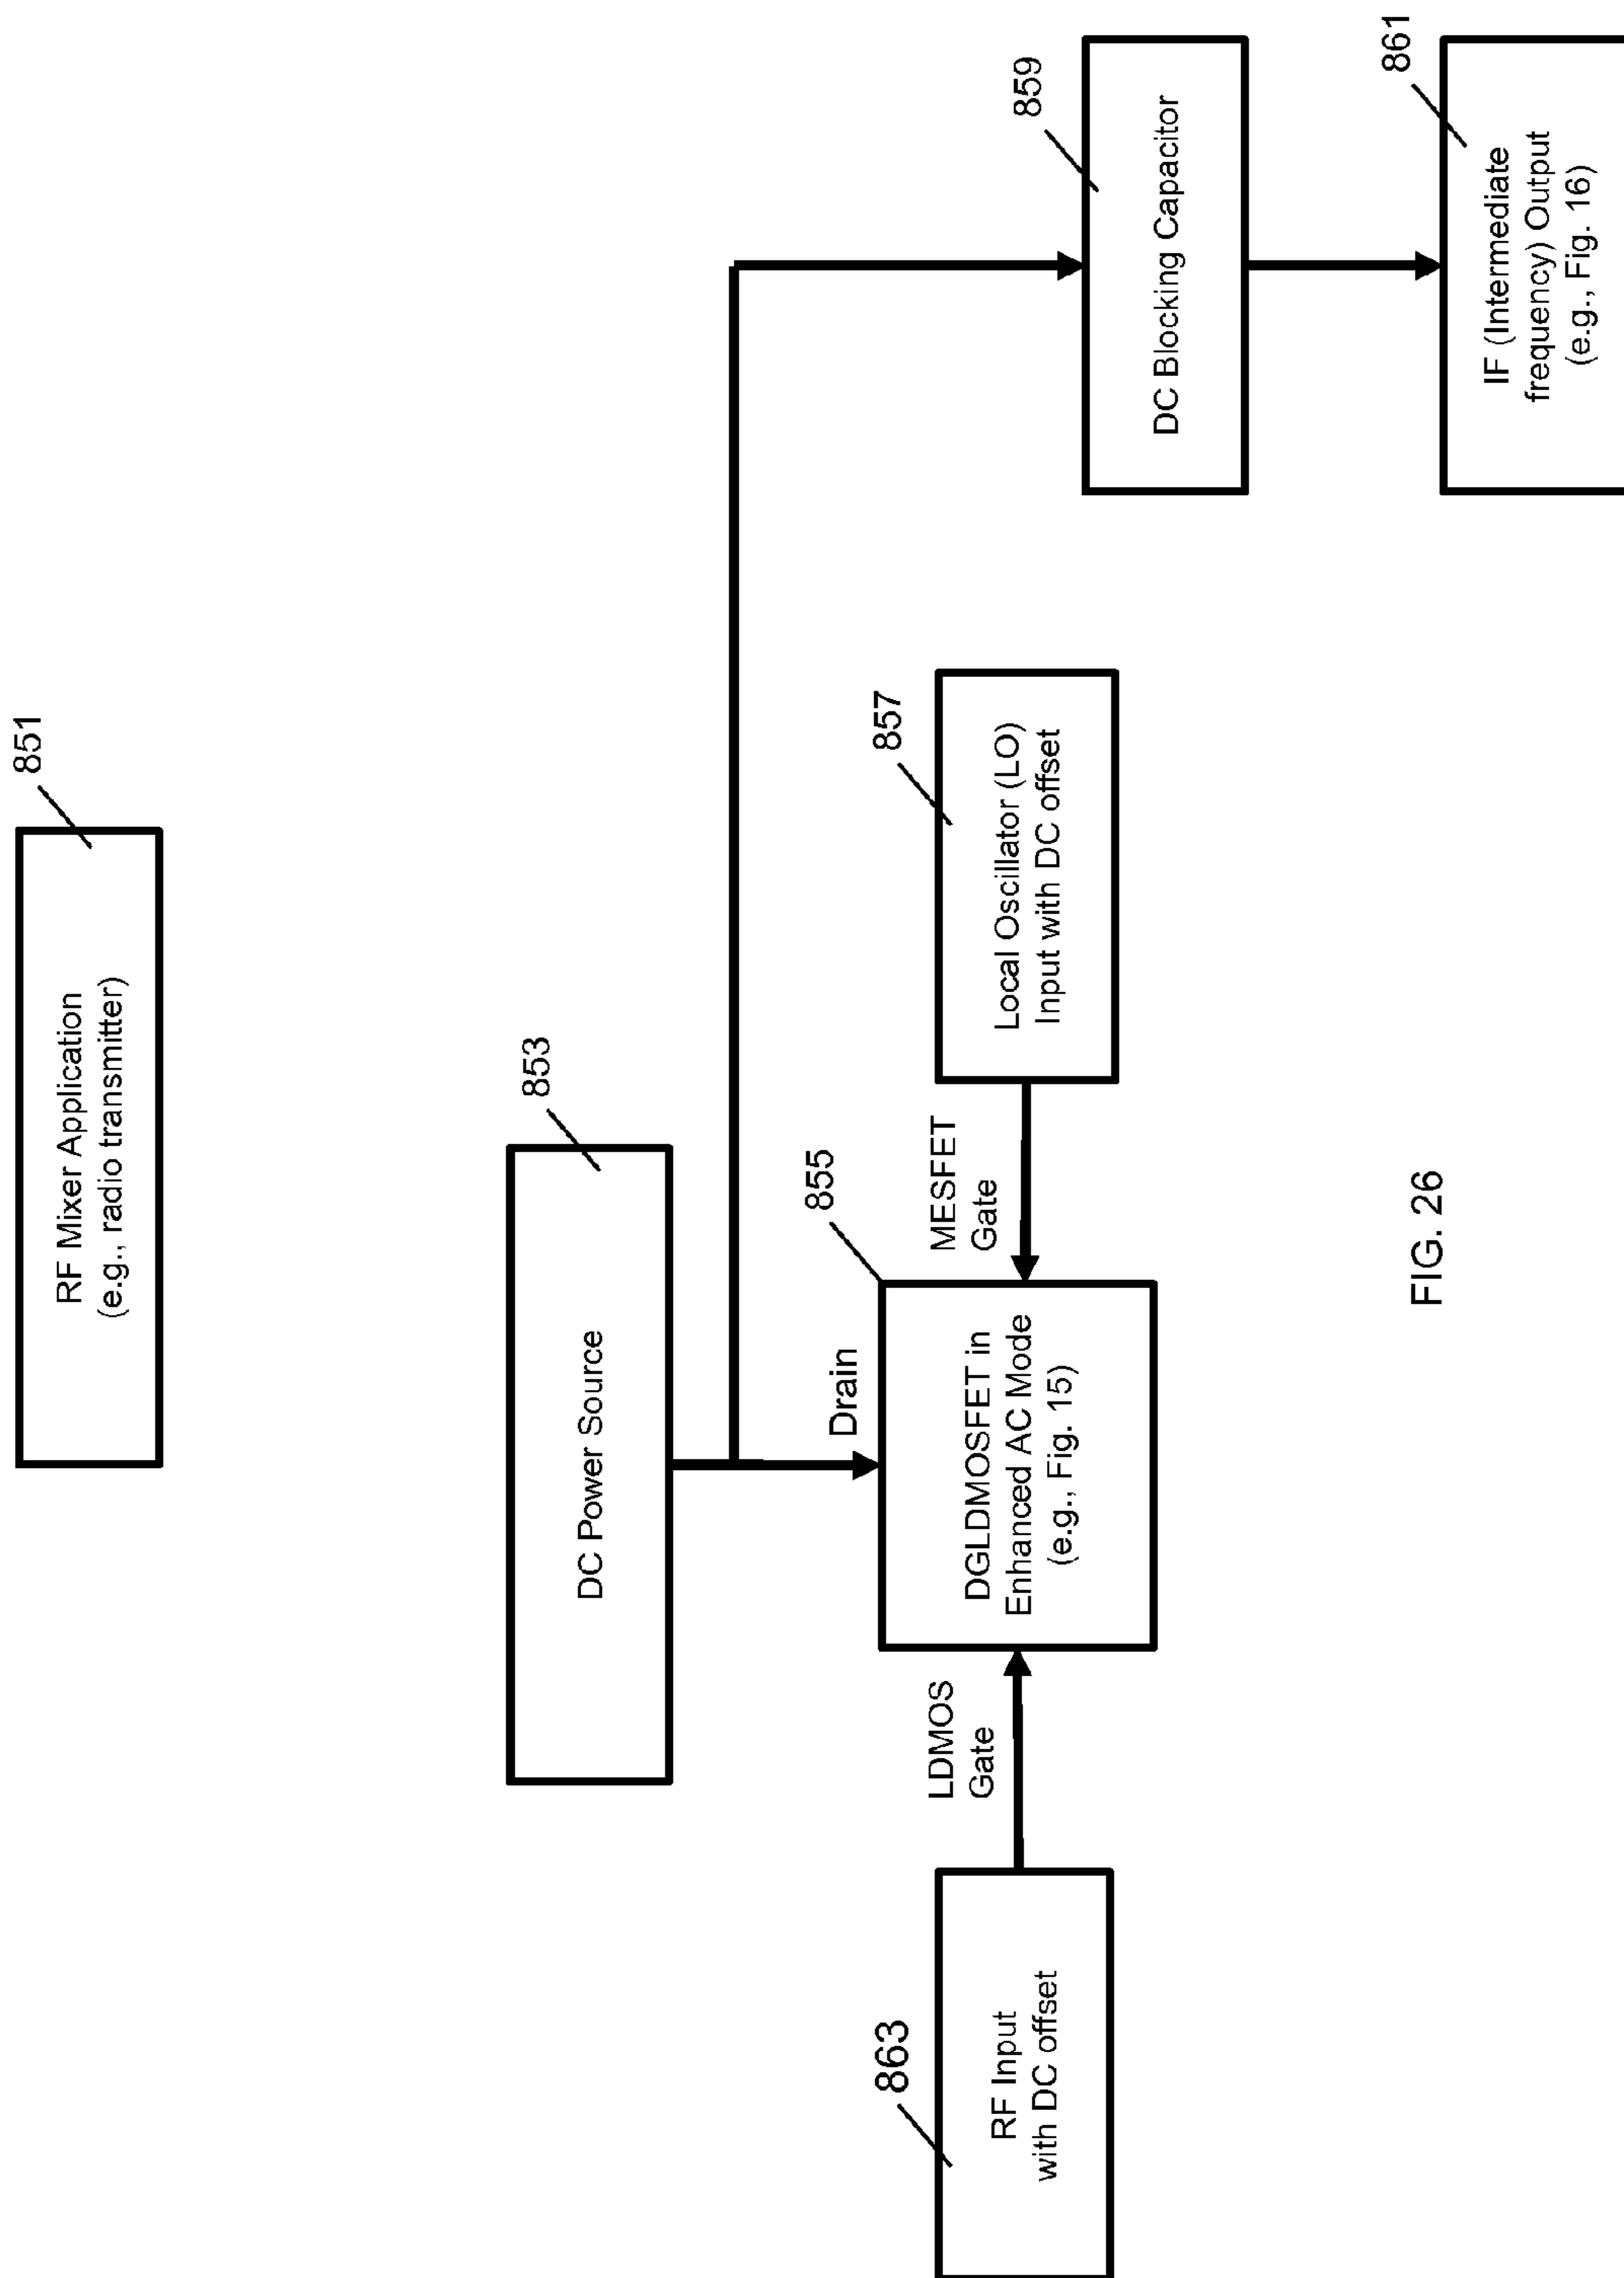 851
RF Mixer Application
(e.g., radio transmitter)
853
DC Power Source
Drain
855
DGLDMOSFET in
Enhanced AC Mode
(e.g., Fig. 15)
863
RF Input
with DC offset
LDMOS
Gate
MESFET
Gate
857
Local Oscillator (LO)
Input with DC offset
859
DC Blocking Capacitor
861
IF (Intermediate
frequency) Output
(e.g., Fig. 16)
FIG. 26